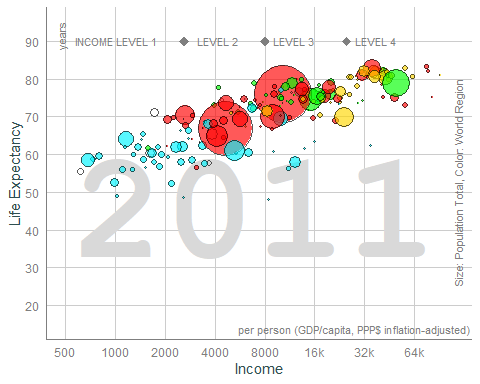 years
INCOME LEVEL 1 LEVEL 2 LEVEL 3 LEVEL 4
90
80
70
60
50
40
30
20
Life Expectancy
2011
Size: Population Total, Color: World Region
per person (GDP/capita, PPP$ inflation-adjusted)
500 1000 2000 4000 8000 16k 32k 64k
Income